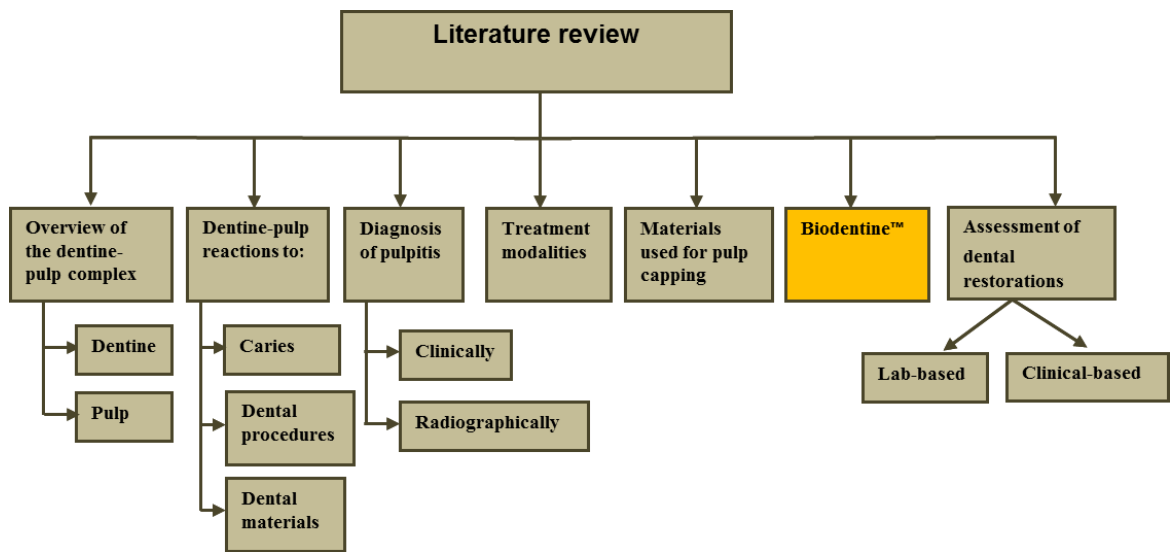 Literature review
Overview of
the dentine-
pulp complex
Dentine-pulp
reactions to:
Diagnosis
of pulpitis
Treatment
modalities
Materials
used for pulp
capping
Biodentine™
Assessment of
dental
restorations
Dentine
Pulp
Caries
Dental
procedures
Dental
materials
Clinically
Radiographically
Lab-based
Clinical-based